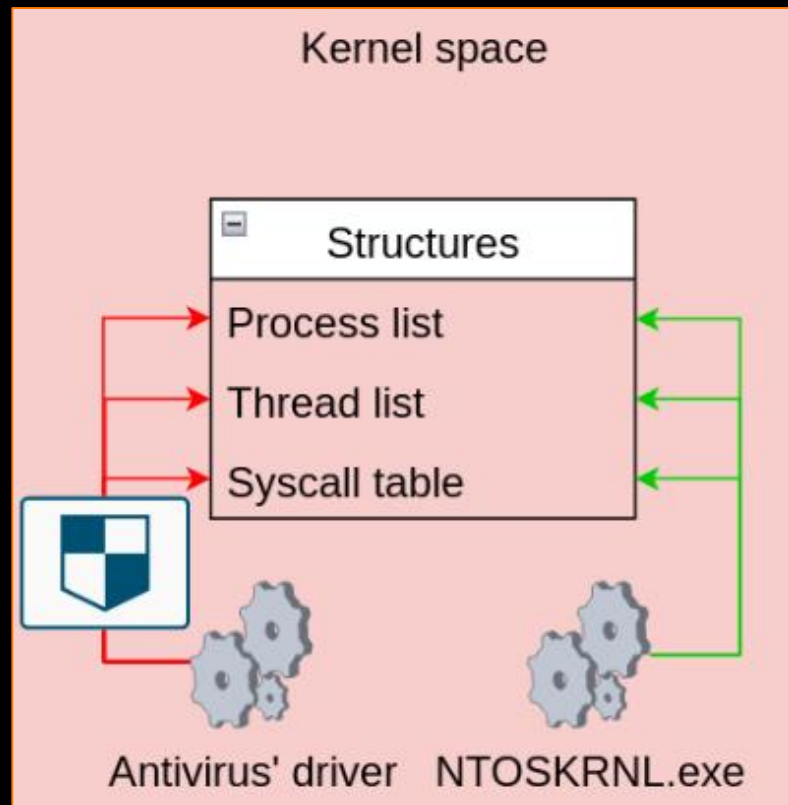 Kernel space
Structures
Process list
Thread list
Syscall table
Antivirus' driver
NTOSKRNL.exe